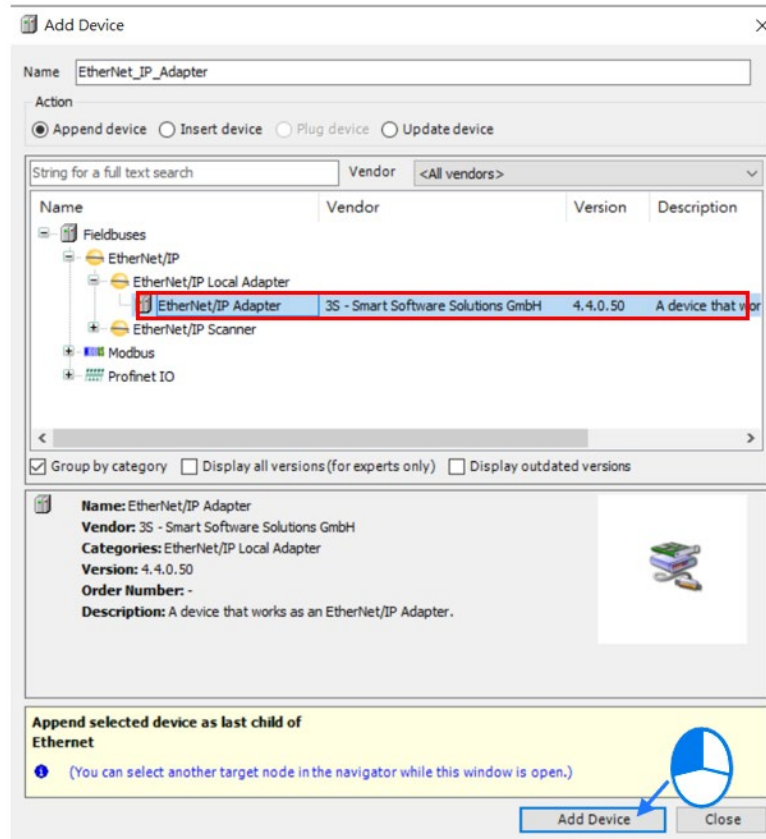 Add Device
Name EtherNet_IP_Adapter
Action
Append device Insert device Plug device Update device
String for a full text search Vendor <All vendors>
Name Vendor Version Description
Fieldbuses
EtherNet/IP
EtherNet/IP Local Adapter
EtherNet/IP Adapter 3S - Smart Software Solutions GmbH 4.4.0.50 A device that wor
EtherNet/IP Scanner
Modbus
Profinet IO
Group by category Display all versions (for experts only) Display outdated versions
Name: EtherNet/IP Adapter
Vendor: 3S - Smart Software Solutions GmbH
Categories: EtherNet/IP Local Adapter
Version: 4.4.0.50
Order Number: -
Description: A device that works as an EtherNet/IP Adapter.
Append selected device as last child of
Ethernet
(You can select another target node in the navigator while this window is open.)
Add Device Close